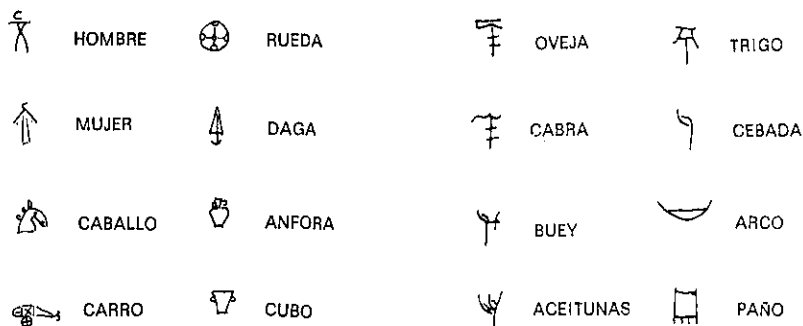 HOMBRE RUEDA OVEJA TRIGO
MUJER DAGA CABRA CEBADA
CABALLO ANFORA BUEY ARCO
CARRO CUBO ACEITUNAS PAÑO